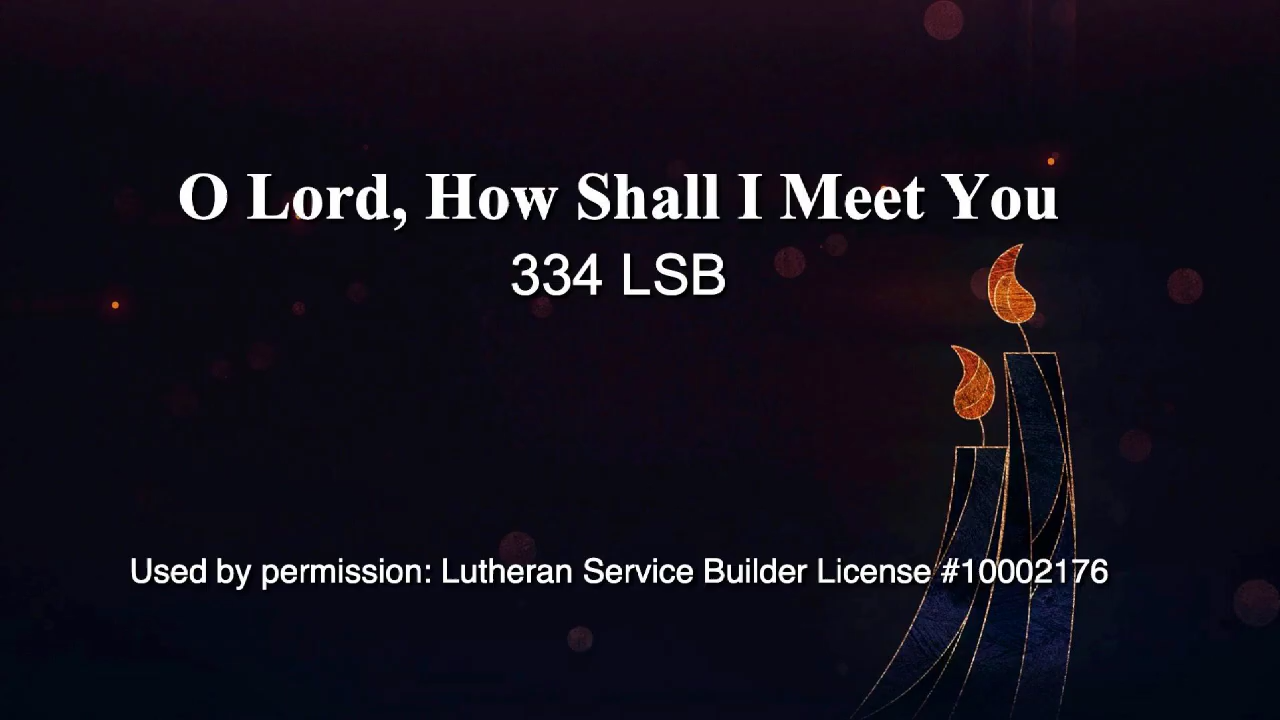 O Lord, How Shall I Meet You
334 LSB
Used by permission: Lutheran Service Builder License #10002176